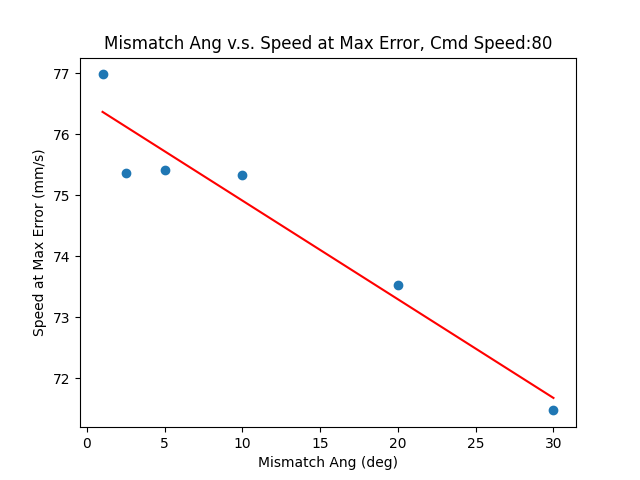 Mismatch Ang v.s. Speed at Max Error, Cmd Speed:80
77
76
75
74
73
72
Speed at Max Error (mm/s)
0 5 10 15 20 25 30
Mismatch Ang (deg)